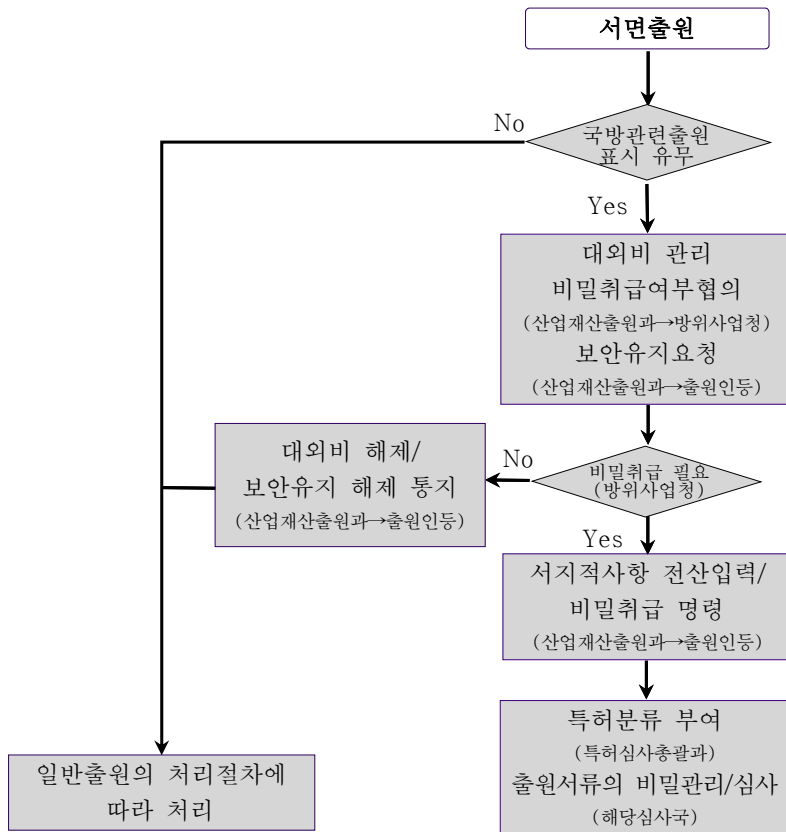 서면출원
No
국방관련출원
표시 유무
Yes
대외비 관리
비밀취급여부협의
(산업재산출원과→방위사업청)
보안유지요청
(산업재산출원과→출원인등)
대외비 해제/
보안유지 해제 통지
(산업재산출원과→출원인등)
No
비밀취급 필요
(방위사업청)
Yes
서지적사항 전산입력/
비밀취급 명령
(산업재산출원과→출원인등)
특허분류 부여
(특허심사총괄과)
출원서류의 비밀관리/심사
(해당심사국)
일반출원의 처리절차에
따라 처리